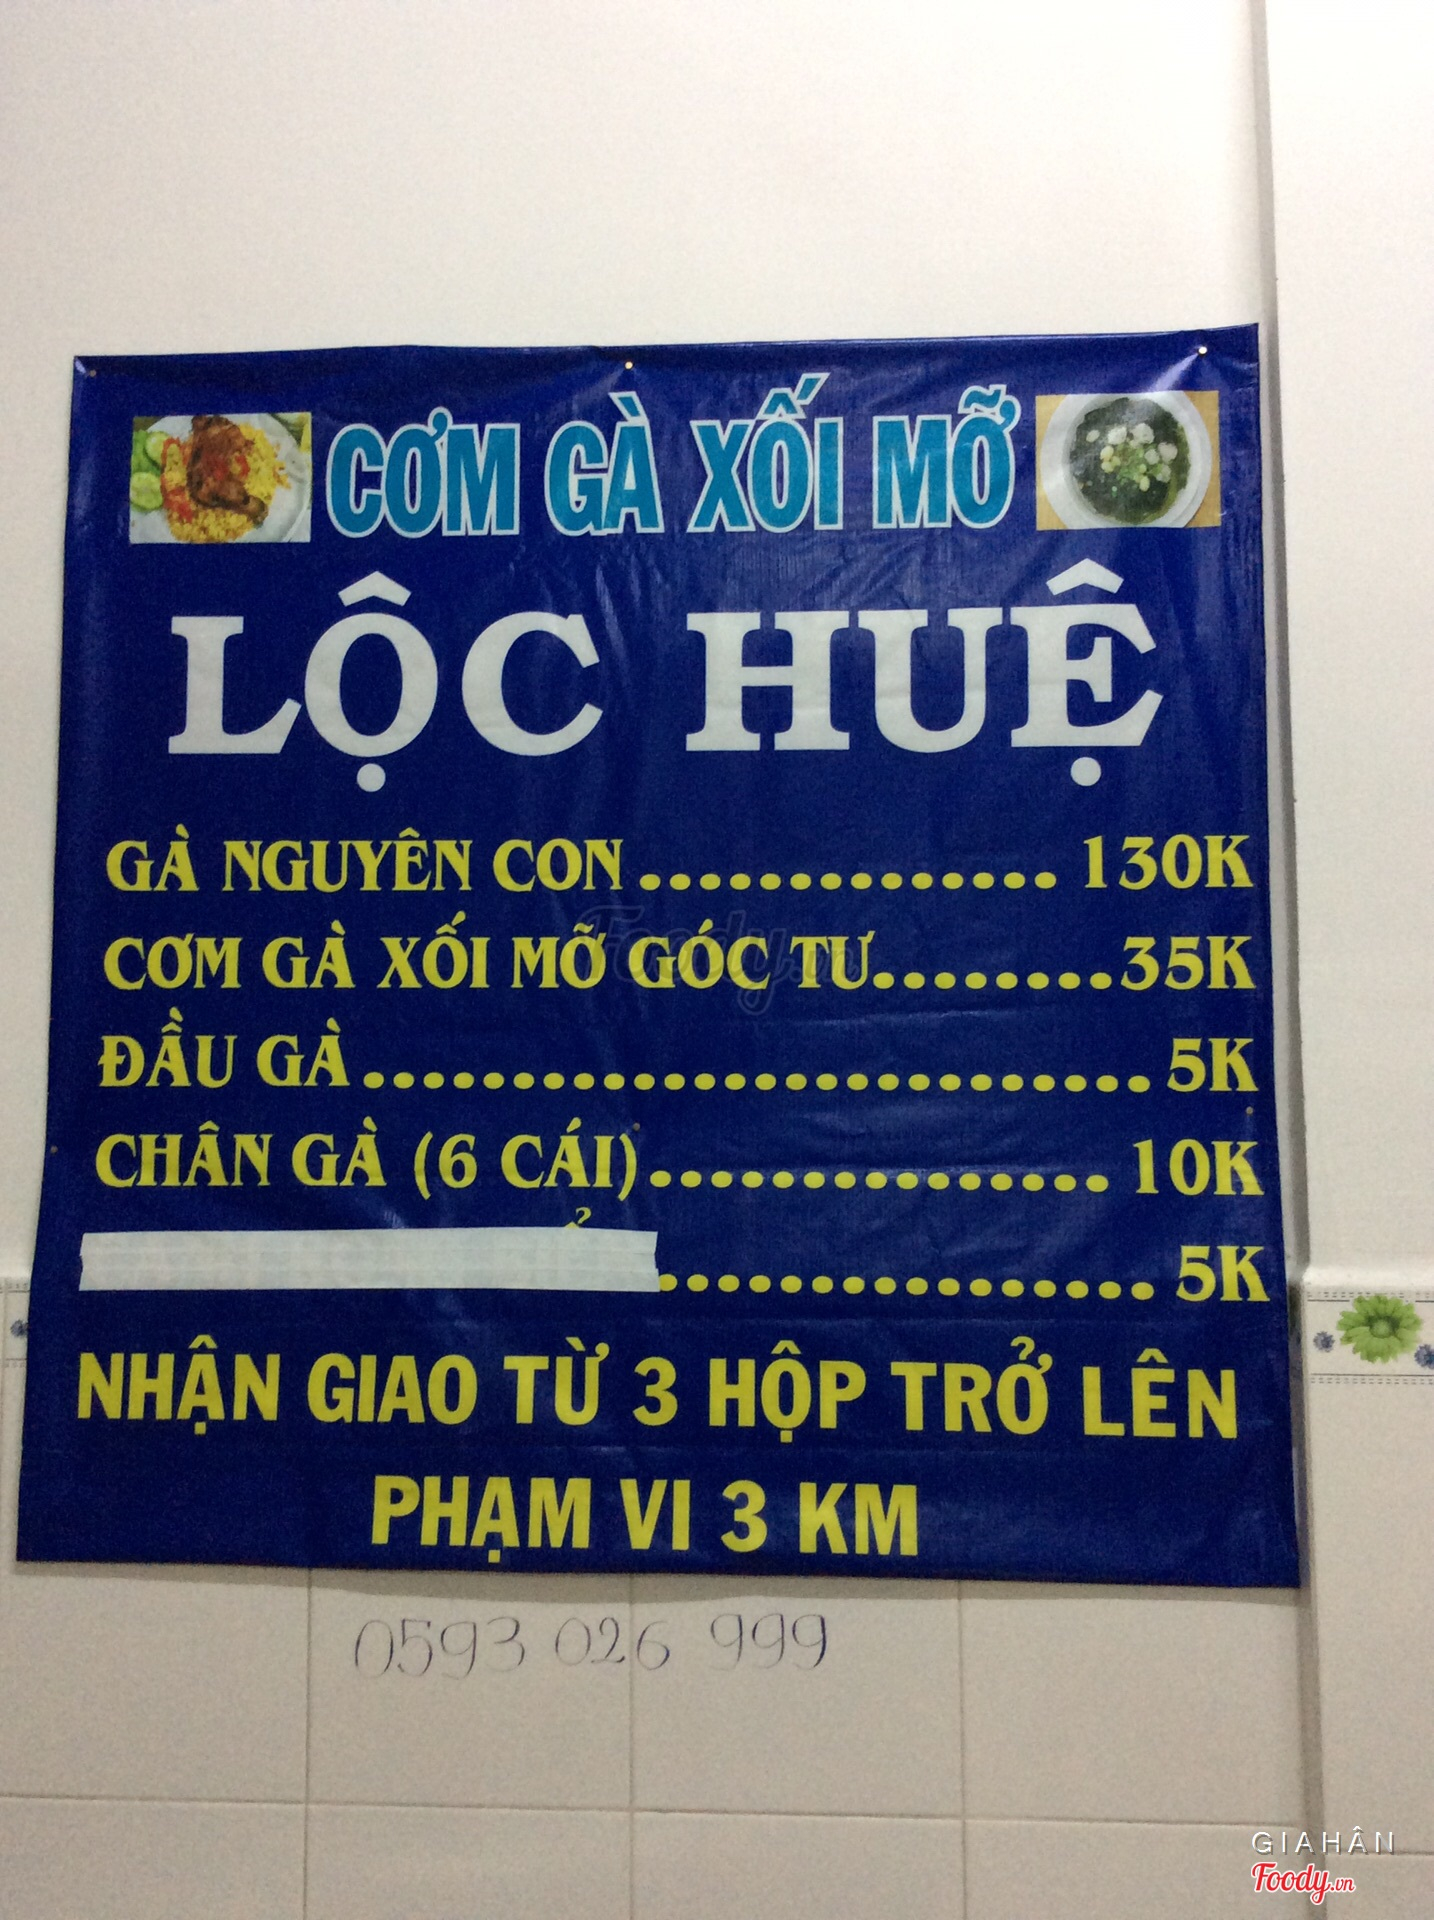 CƠM GÀ XỐI MỠ
LỘC HUỆ
GÀ NGUYÊN CON.............. 130K
CƠM GÀ XỐI MỠ GÓC TƯ........35K
ĐẦU GÀ.......................... 5K
CHÂN GÀ (6 CÁI)............... 10K
................. 5K
NHẬN GIAO TỪ 3 HỘP TRỞ LÊN
PHẠM VI 3 KM
0593 026 999
Foody.vn
GIAHÂN
Foody.vn